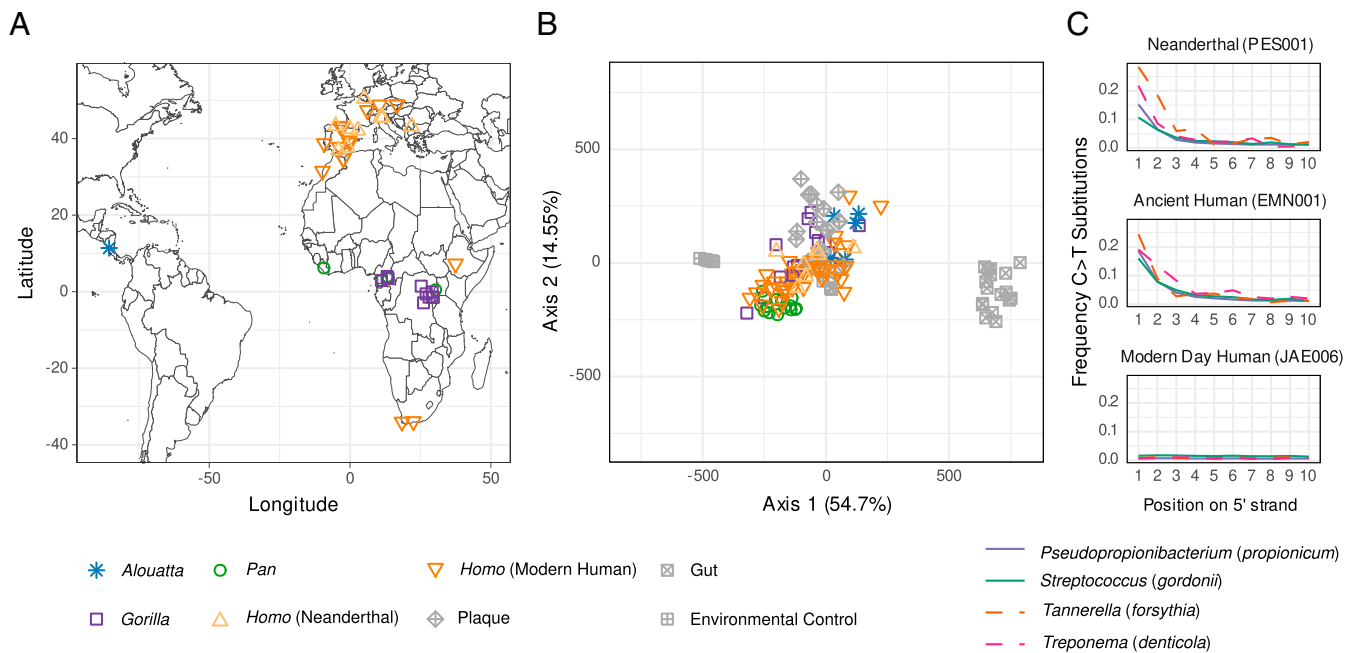 A
B
C
Latitude
40
20
0
-20
-40
-50
0
50
Longitude
Axis 2 (14.55%)
500
0
-500
-500
0
500
Axis 1 (54.7%)
Frequency C>T Substitutions
Neanderthal (PES001)
0.2
0.1
0.0
1 2 3 4 5 6 7 8 9 10
Ancient Human (EMN001)
0.2
0.1
0.0
1 2 3 4 5 6 7 8 9 10
Modern Day Human (JAE006)
0.2
0.1
0.0
1 2 3 4 5 6 7 8 9 10
Position on 5' strand
Alouatta
Pan
Homo (Modern Human)
Gut
Gorilla
Homo (Neanderthal)
Plaque
Environmental Control
Pseudopropionibacterium (propionicum)
Streptococcus (gordonii)
Tannerella (forsythia)
Treponema (denticola)